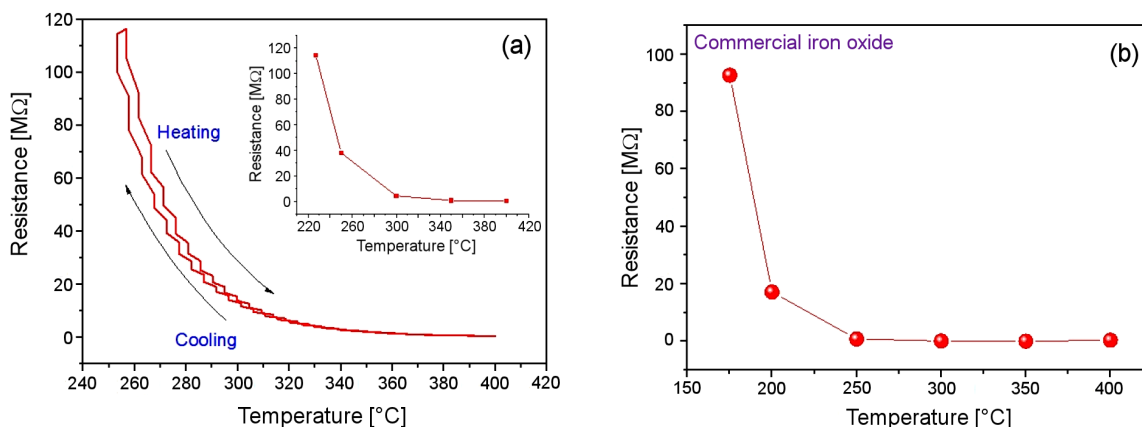 (a)
Resistance [MΩ]
120
100
80
60
40
20
0
Heating
Cooling
240 260 280 300 320 340 360 380 400 420
Temperature [°C]
Resistance [MΩ]
120
100
80
60
40
20
0
220 260 300 340 380 420
Temperature [°C]
Commercial iron oxide
(b)
Resistance [MΩ]
100
80
60
40
20
0
150 200 250 300 350 400
Temperature [°C]